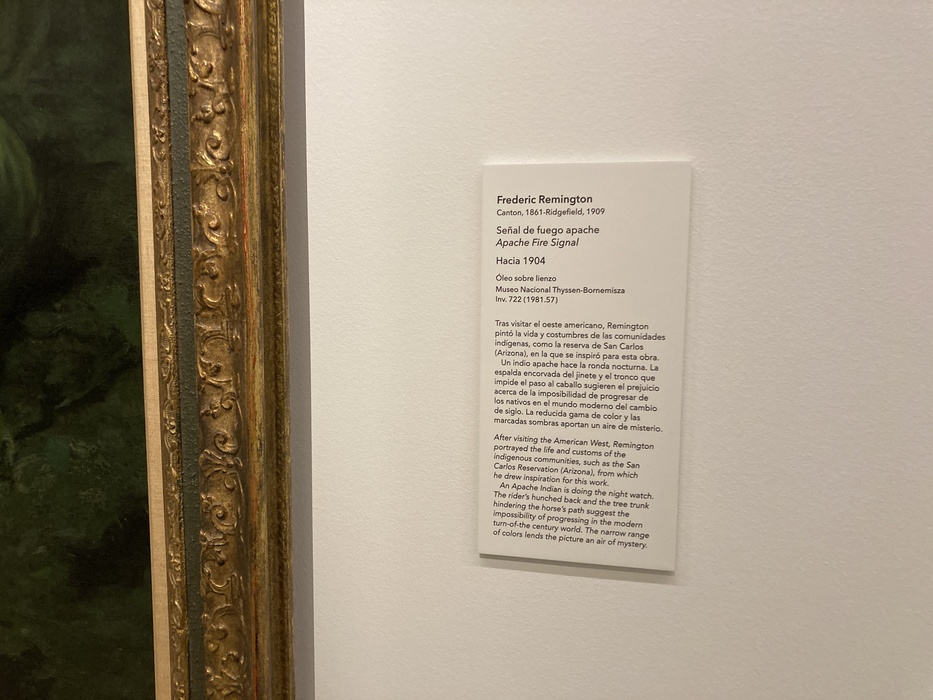 Frederic Remington
Canton, 1861-Ridgefield, 1909
Señal de fuego apache
Apache Fire Signal
Hacia 1904
Óleo sobre lienzo
Museo Nacional Thyssen-Bornemisza
Inv. 722 (1981.57)
Tras visitar el oeste americano, Remington
pintó la vida y costumbres de las comunidades
indígenas, como la reserva de San Carlos
(Arizona), en la que se inspiró para esta obra.
Un indio apache hace la ronda nocturna. La
espalda encorvada del jinete y el tronco que
impide el paso al caballo sugieren el prejuicio
acerca de la imposibilidad de progresar de
los nativos en el mundo moderno del cambio
de siglo. La reducida gama de color y las
marcadas sombras aportan un aire de misterio.
After visiting the American West, Remington
portrayed the life and customs of the
indigenous communities, such as the San
Carlos Reservation (Arizona), from which
he drew inspiration for this work.
An Apache Indian is doing the night watch.
The rider's hunched back and the tree trunk
hindering the horse's path suggest the
impossibility of progressing in the modern
turn-of-the century world. The narrow range
of colors lends the picture an air of mystery.